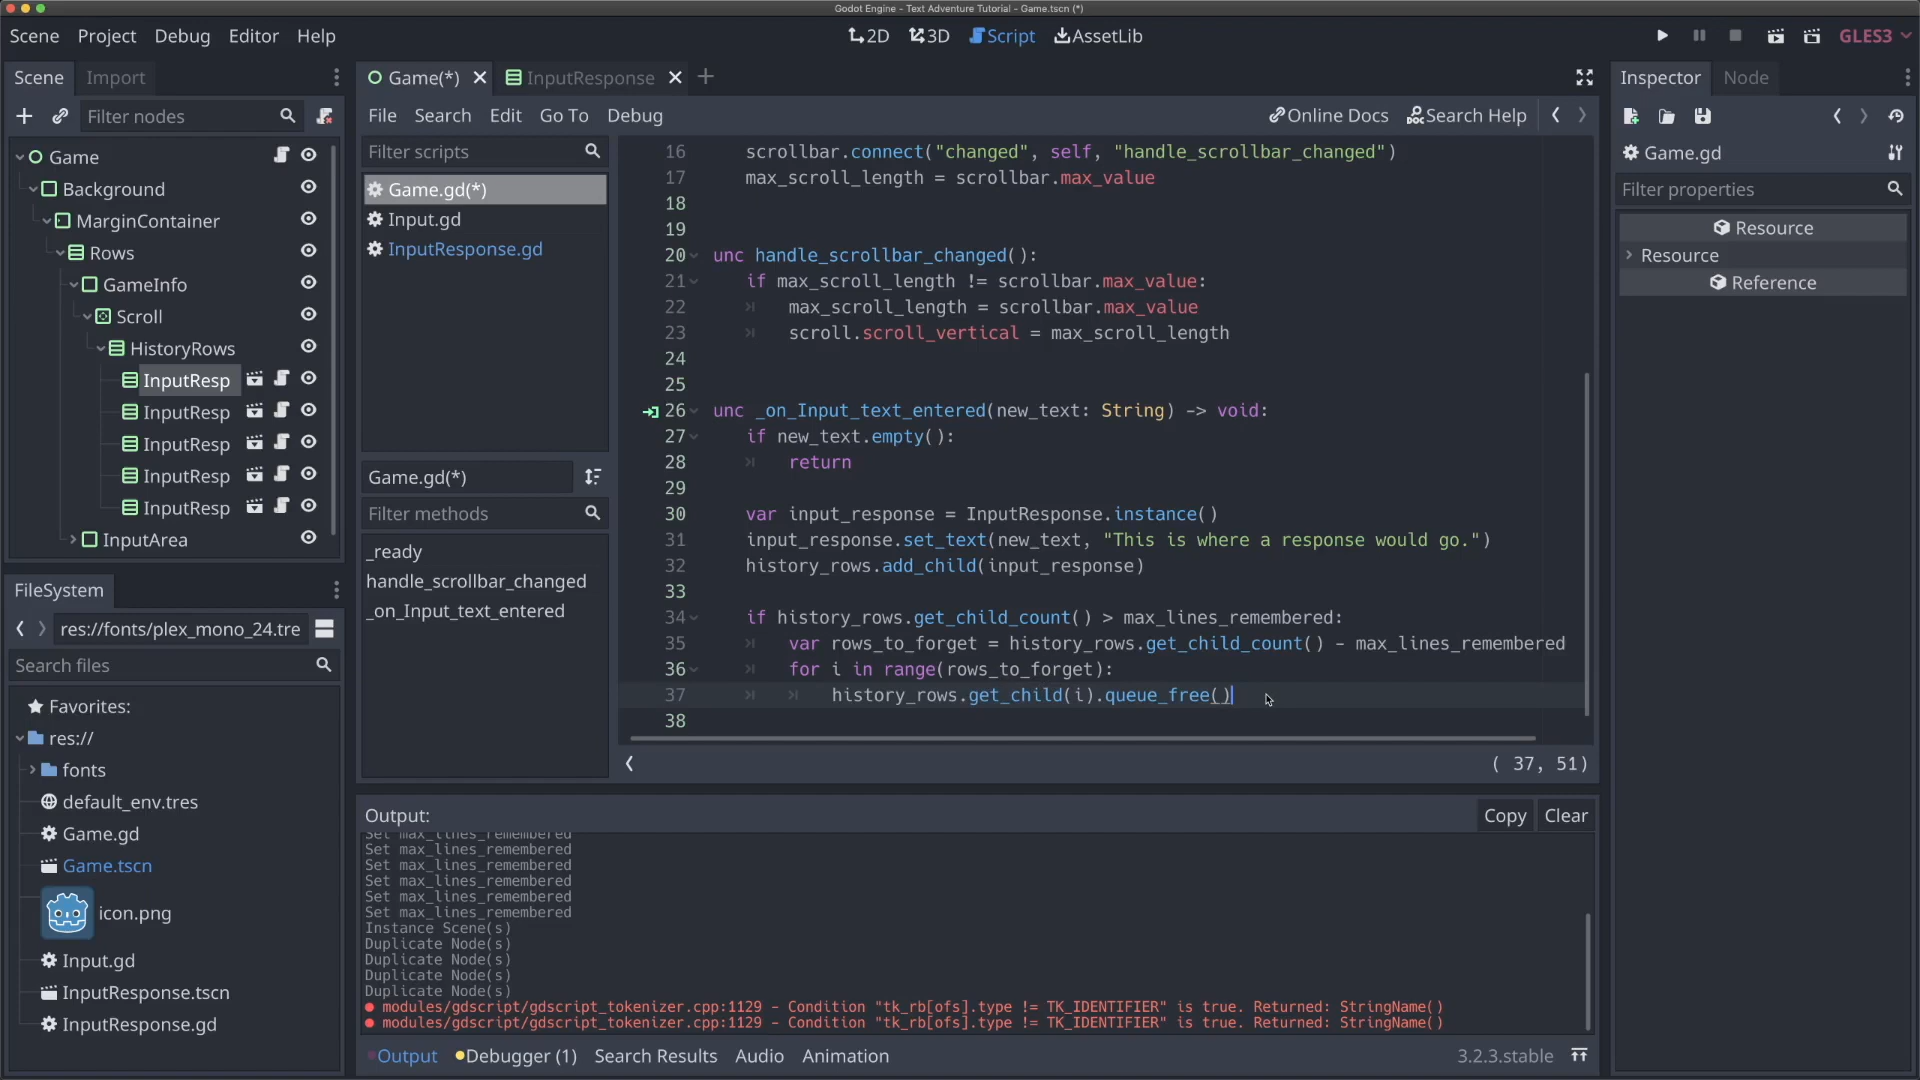 Godot Engine - Text Adventure Tutorial - Game.tscn (*)
Scene Project Debug Editor Help
2D 3D Script AssetLib
GLES3
Scene Import
Filter nodes
Game
Background
MarginContainer
Rows
GameInfo
Scroll
HistoryRows
InputResp
InputResp
InputResp
InputResp
InputResp
InputArea
FileSystem
res://fonts/plex_mono_24.tre
Search files
Favorites:
res://
fonts
default_env.tres
Game.gd
Game.tscn
icon.png
Input.gd
InputResponse.tscn
InputResponse.gd
Game(*) InputResponse
File Search Edit Go To Debug
Online Docs Search Help
Filter scripts
Game.gd(*)
Input.gd
InputResponse.gd
Game.gd(*)
Filter methods
_ready
handle_scrollbar_changed
_on_Input_text_entered
16 scrollbar.connect("changed", self, "handle_scrollbar_changed")
17 max_scroll_length = scrollbar.max_value
18
19
20 unc handle_scrollbar_changed():
21 if max_scroll_length != scrollbar.max_value:
22 max_scroll_length = scrollbar.max_value
23 scroll.scroll_vertical = max_scroll_length
24
25
26 unc _on_Input_text_entered(new_text: String) -> void:
27 if new_text.empty():
28 return
29
30 var input_response = InputResponse.instance()
31 input_response.set_text(new_text, "This is where a response would go.")
32 history_rows.add_child(input_response)
33
34 if history_rows.get_child_count() > max_lines_remembered:
35 var rows_to_forget = history_rows.get_child_count() - max_lines_remembered
36 for i in range(rows_to_forget):
37 history_rows.get_child(i).queue_free()
38
( 37, 51)
Output:
Copy Clear
Set max_lines_remembered
Set max_lines_remembered
Set max_lines_remembered
Set max_lines_remembered
Set max_lines_remembered
Set max_lines_remembered
Instance Scene(s)
Duplicate Node(s)
Duplicate Node(s)
Duplicate Node(s)
Duplicate Node(s)
modules/gdscript/gdscript_tokenizer.cpp:1129 - Condition "tk_rb[ofs].type != TK_IDENTIFIER" is true. Returned: StringName()
modules/gdscript/gdscript_tokenizer.cpp:1129 - Condition "tk_rb[ofs].type != TK_IDENTIFIER" is true. Returned: StringName()
Output Debugger (1) Search Results Audio Animation
3.2.3.stable
Inspector Node
Game.gd
Filter properties
Resource
Resource
Reference